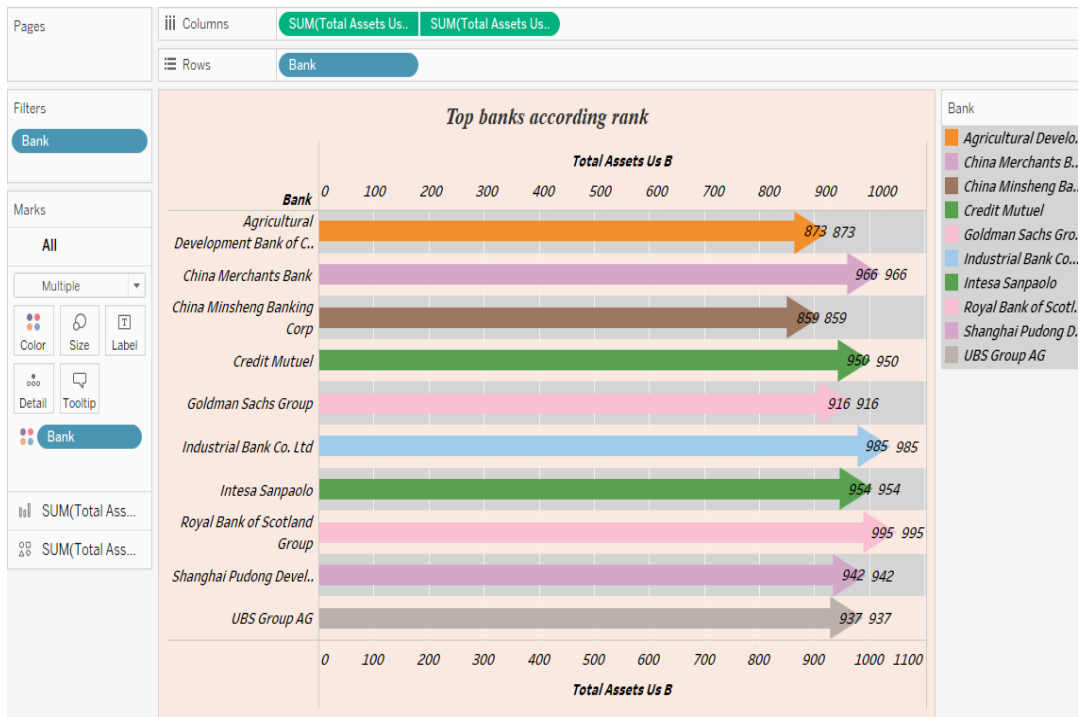 Pages
Columns
SUM(Total Assets Us..
SUM(Total Assets Us..
Rows
Bank
Filters
Bank
Marks
All
Multiple
Color
Size
Label
Detail
Tooltip
Bank
SUM(Total Ass...
SUM(Total Ass...
Top banks according rank
Total Assets Us B
Bank
0 100 200 300 400 500 600 700 800 900 1000
Agricultural
Development Bank of C..
873 873
China Merchants Bank
966 966
China Minsheng Banking
Corp
859 859
Credit Mutuel
950 950
Goldman Sachs Group
916 916
Industrial Bank Co. Ltd
985 985
Intesa Sanpaolo
954 954
Royal Bank of Scotland
Group
995 995
Shanghai Pudong Devel..
942 942
UBS Group AG
937 937
0 100 200 300 400 500 600 700 800 900 1000 1100
Total Assets Us B
Bank
Agricultural Develo..
China Merchants B..
China Minsheng Ba..
Credit Mutuel
Goldman Sachs Gro..
Industrial Bank Co...
Intesa Sanpaolo
Royal Bank of Scotl..
Shanghai Pudong D..
UBS Group AG